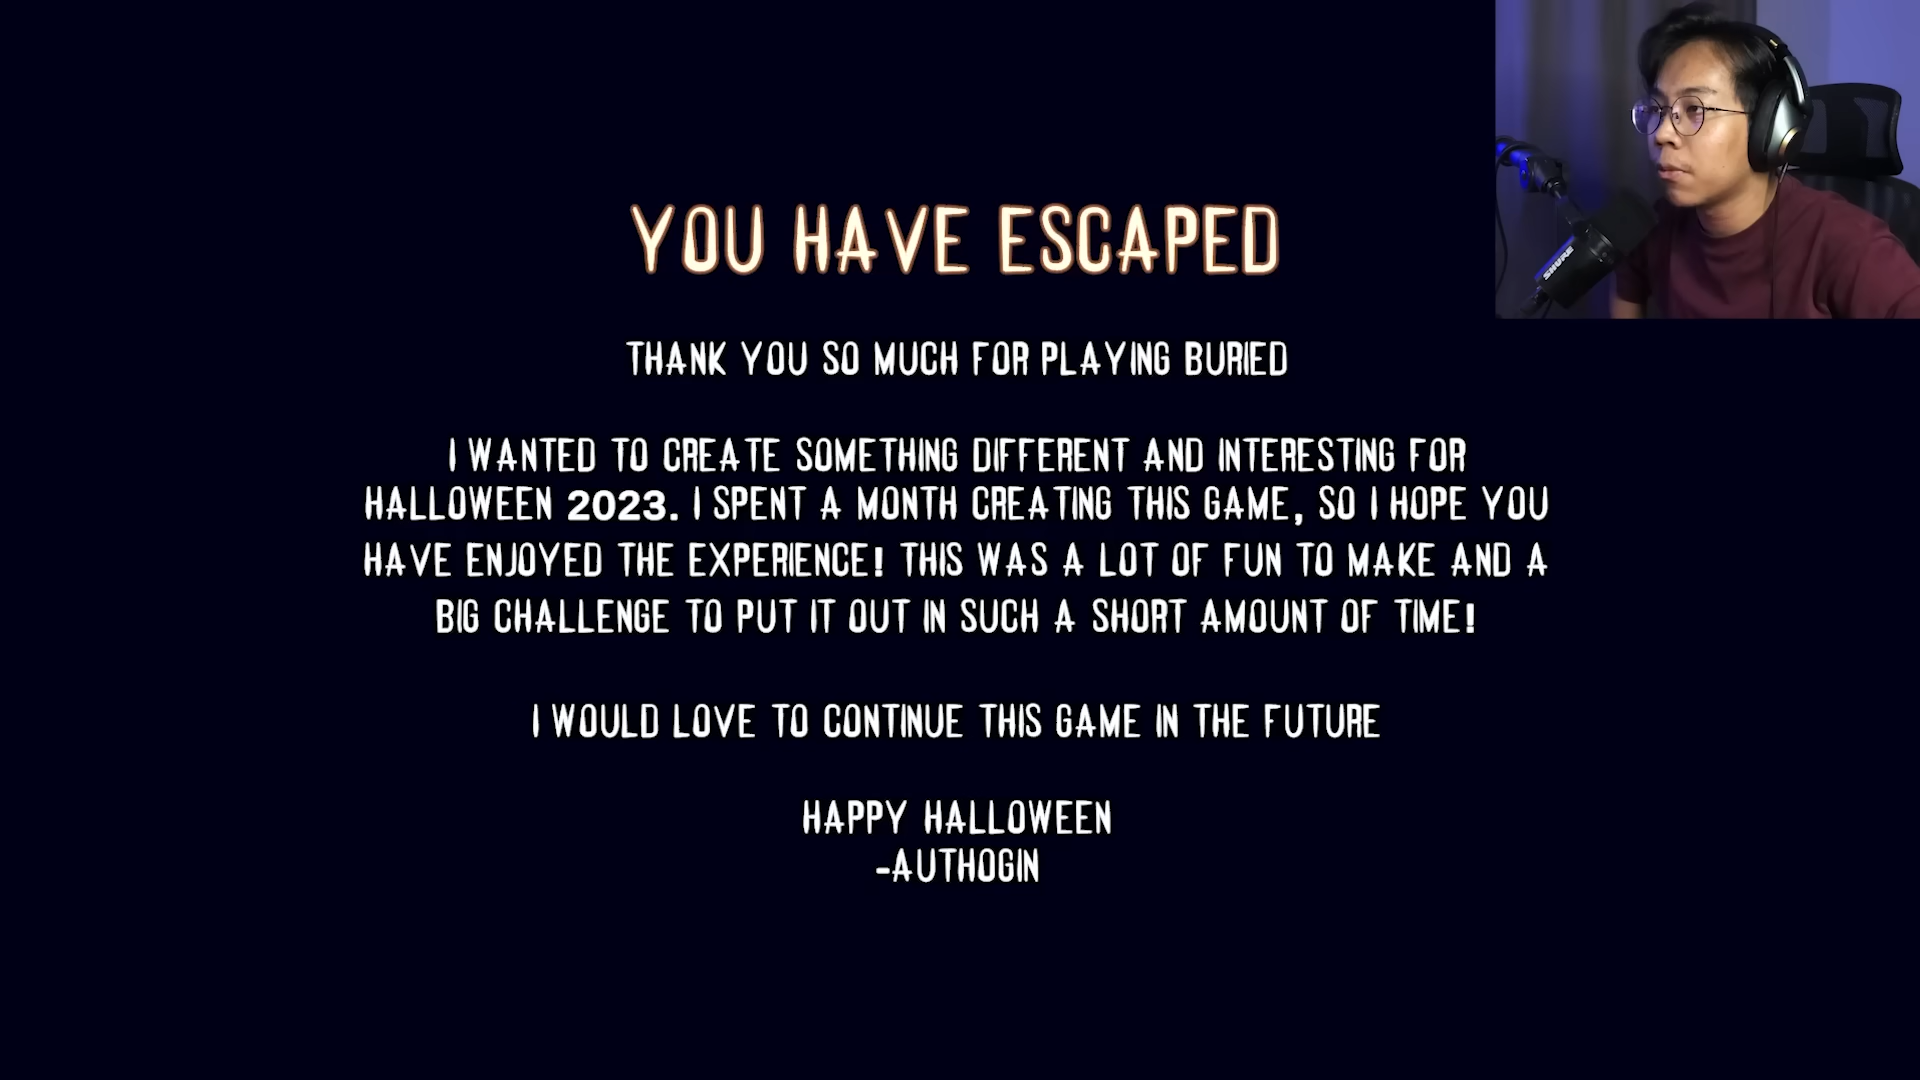 YOU HAVE ESCAPED
THANK YOU SO MUCH FOR PLAYING BURIED
I WANTED TO CREATE SOMETHING DIFFERENT AND INTERESTING FOR
HALLOWEEN 2023. I SPENT A MONTH CREATING THIS GAME, SO I HOPE YOU
HAVE ENJOYED THE EXPERIENCE! THIS WAS A LOT OF FUN TO MAKE AND A
BIG CHALLENGE TO PUT IT OUT IN SUCH A SHORT AMOUNT OF TIME!
I WOULD LOVE TO CONTINUE THIS GAME IN THE FUTURE
HAPPY HALLOWEEN
-AUTHOGIN
SHURE